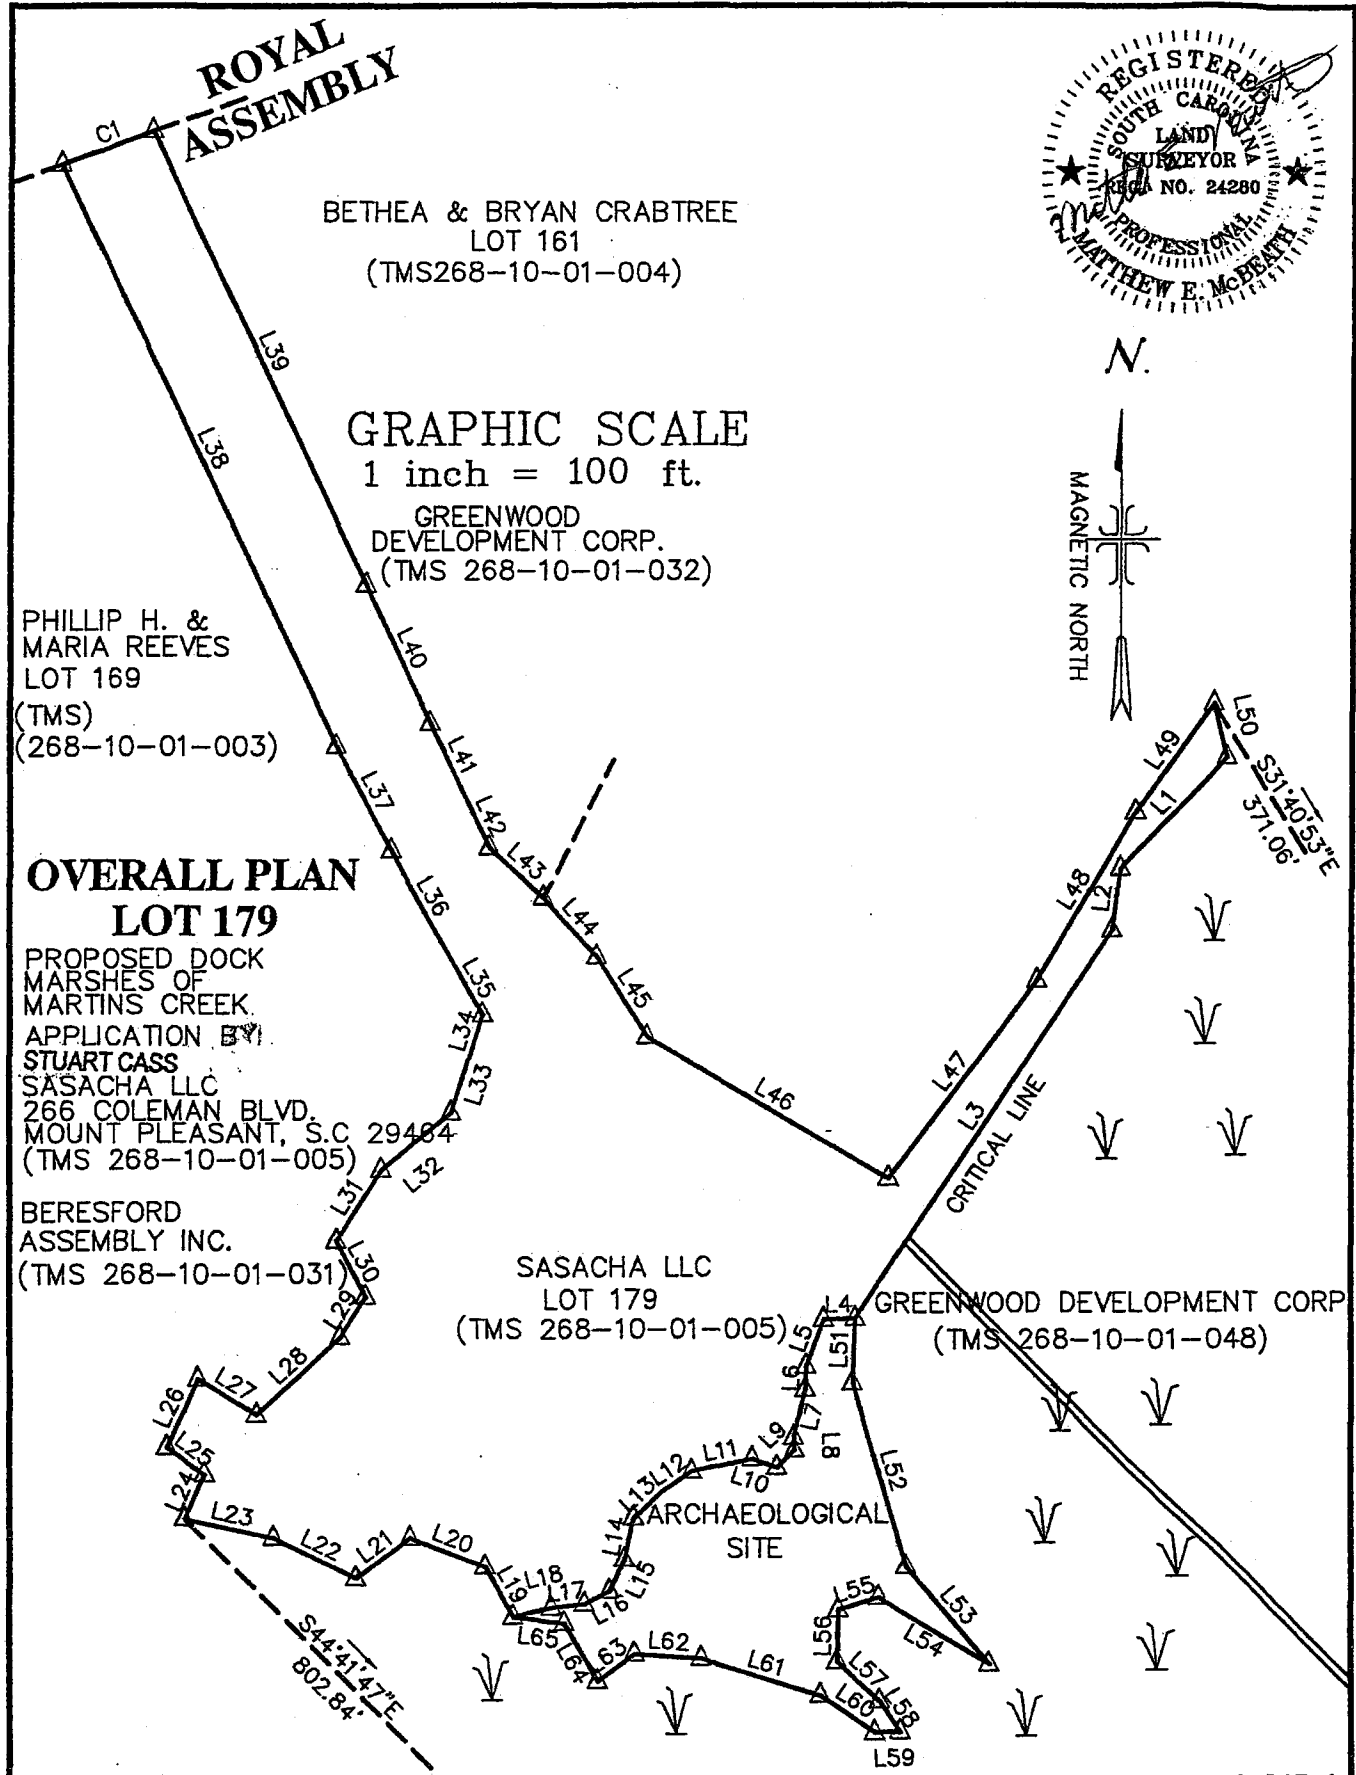 ROYAL
ASSEMBLY
C1
REGISTERED
SOUTH CAROLINA
LAND
SURVEYOR
REG. NO. 24280
PROFESSIONAL
MATTHEW E. McBEATH
BETHEA & BRYAN CRABTREE
LOT 161
(TMS268-10-01-004)
L39
L38
N.
MAGNETIC NORTH
GRAPHIC SCALE
1 inch = 100 ft.
GREENWOOD
DEVELOPMENT CORP.
(TMS 268-10-01-032)
PHILLIP H. &
MARIA REEVES
LOT 169
(TMS)
(268-10-01-003)
L40
L41
L42
L43
L44
L45
L46
L47
L48
L49
L50
S31°40'53"E
371.06'
L1
L2
L3
CRITICAL LINE
L37
L36
L35
L34
L33
L32
L31
L30
L29
L28
L27
L26
L25
L24
L23
L22
L21
L20
L19
L18
L17
L16
L15
L14
L13
L12
L11
L10
L9
L8
L7
L6
L5
L4
L51
L52
L53
L54
L55
L56
L57
L58
L59
L60
L61
L62
L63
L64
L65
OVERALL PLAN
LOT 179
PROPOSED DOCK
MARSHES OF
MARTINS CREEK
APPLICATION BY:
STUART CASS
SASACHA LLC
266 COLEMAN BLVD.
MOUNT PLEASANT, S.C 29464
(TMS 268-10-01-005)
BERESFORD
ASSEMBLY INC.
(TMS 268-10-01-031)
SASACHA LLC
LOT 179
(TMS 268-10-01-005)
GREENWOOD DEVELOPMENT CORP
(TMS 268-10-01-048)
ARCHAEOLOGICAL
SITE
S44°41'47"E
802.84'